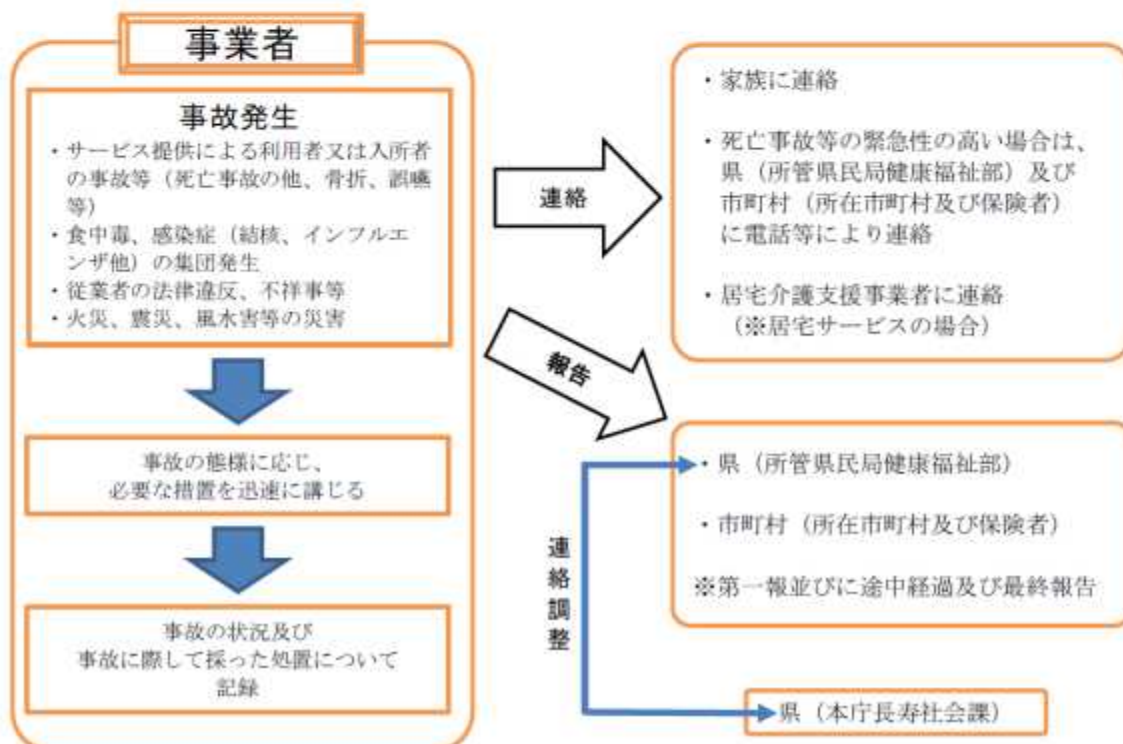 事業者
事故発生
・サービス提供による利用者又は入所者
の事故等（死亡事故の他、骨折、誤嚥
等）
・食中毒、感染症（結核、インフルエ
ンザ他）の集団発生
・従業者の法律違反、不祥事等
・火災、震災、風水害等の災害
事故の態様に応じ、
必要な措置を迅速に講じる
事故の状況及び
事故に際して採った処置について
記録
連絡
・家族に連絡
・死亡事故等の緊急性の高い場合は、
県（所管県民局健康福祉部）及び
市町村（所在市町村及び保険者）
に電話等により連絡
・居宅介護支援事業者に連絡
（※居宅サービスの場合）
報告
・県（所管県民局健康福祉部）
・市町村（所在市町村及び保険者）
※第一報並びに途中経過及び最終報告
連絡調整
県（本庁長寿社会課）